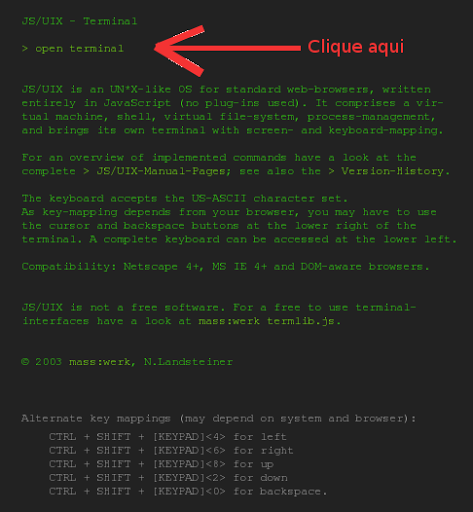 JS/UIX - Terminal
> open terminal
Clique aqui
JS/UIX is an UN*X-like OS for standard web-browsers, written
entirely in JavaScript (no plug-ins used). It comprises a vir-
tual machine, shell, virtual file-system, process-management,
and brings its own terminal with screen- and keyboard-mapping.
For an overview of implemented commands have a look at the
complete > JS/UIX-Manual-Pages; see also the > Version-History.
The keyboard accepts the US-ASCII character set.
As key-mapping depends from your browser, you may have to use
the cursor and backspace buttons at the lower right of the
terminal. A complete keyboard can be accessed at the lower left.
Compatibility: Netscape 4+, MS IE 4+ and DOM-aware browsers.
JS/UIX is not a free software. For a free to use terminal-
interfaces have a look at mass:werk termlib.js.
© 2003 mass:werk, N.Landsteiner
Alternate key mappings (may depend on system and browser):
CTRL + SHIFT + [KEYPAD]<4> for left
CTRL + SHIFT + [KEYPAD]<6> for right
CTRL + SHIFT + [KEYPAD]<8> for up
CTRL + SHIFT + [KEYPAD]<2> for down
CTRL + SHIFT + [KEYPAD]<0> for backspace.